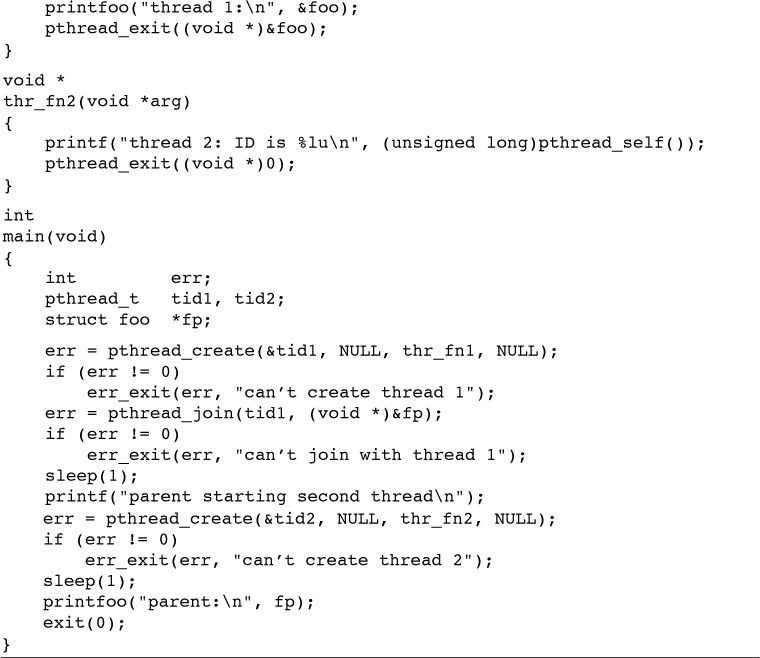 printfoo("thread 1:\n", &foo);
    pthread_exit((void *)&foo);
}
void *
thr_fn2(void *arg)
{
    printf("thread 2: ID is %lu\n", (unsigned long)pthread_self());
    pthread_exit((void *)0);
}
int
main(void)
{
    int         err;
    pthread_t   tid1, tid2;
    struct foo  *fp;
    err = pthread_create(&tid1, NULL, thr_fn1, NULL);
    if (err != 0)
        err_exit(err, "can’t create thread 1");
    err = pthread_join(tid1, (void *)&fp);
    if (err != 0)
        err_exit(err, "can’t join with thread 1");
    sleep(1);
    printf("parent starting second thread\n");
    err = pthread_create(&tid2, NULL, thr_fn2, NULL);
    if (err != 0)
        err_exit(err, "can’t create thread 2");
    sleep(1);
    printfoo("parent:\n", fp);
    exit(0);
}